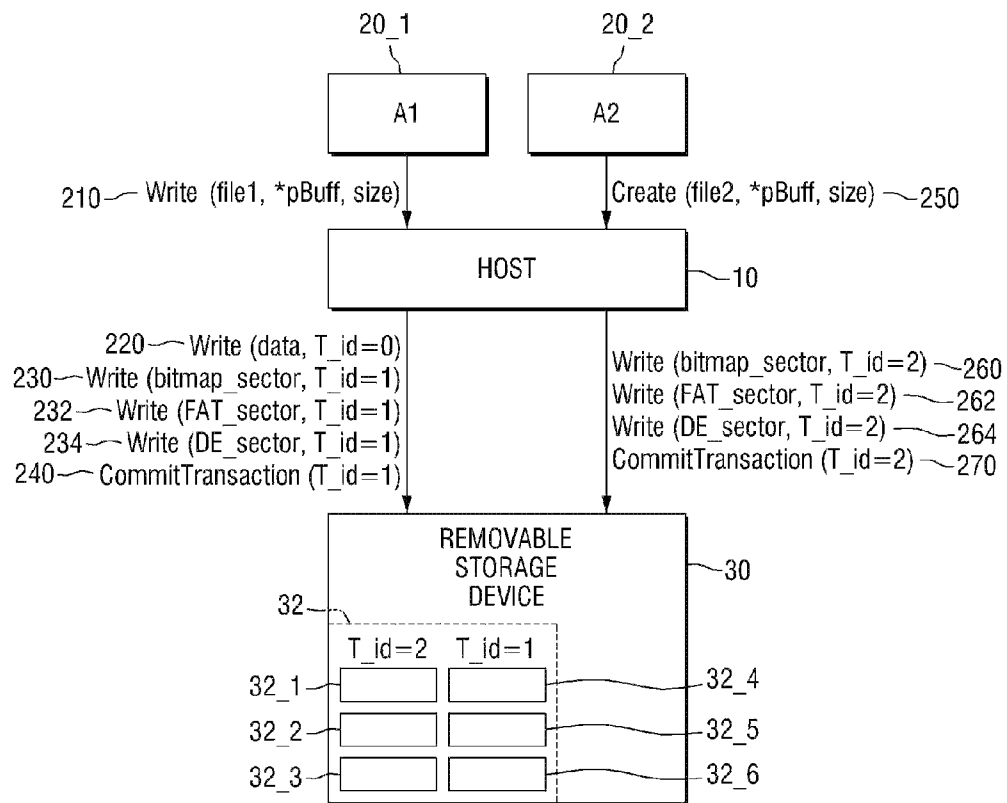 20_1 20_2
A1 A2
210 Write (file1, *pBuff, size) Create (file2, *pBuff, size) 250
HOST
10
220 Write (data, T_id=0)
230 Write (bitmap_sector, T_id=1)
232 Write (FAT_sector, T_id=1)
234 Write (DE_sector, T_id=1)
240 CommitTransaction (T_id=1)
Write (bitmap_sector, T_id=2) 260
Write (FAT_sector, T_id=2) 262
Write (DE_sector, T_id=2) 264
CommitTransaction (T_id=2) 270
REMOVABLE
STORAGE
DEVICE
30
32
T_id=2 T_id=1
32_1 32_4
32_2 32_5
32_3 32_6